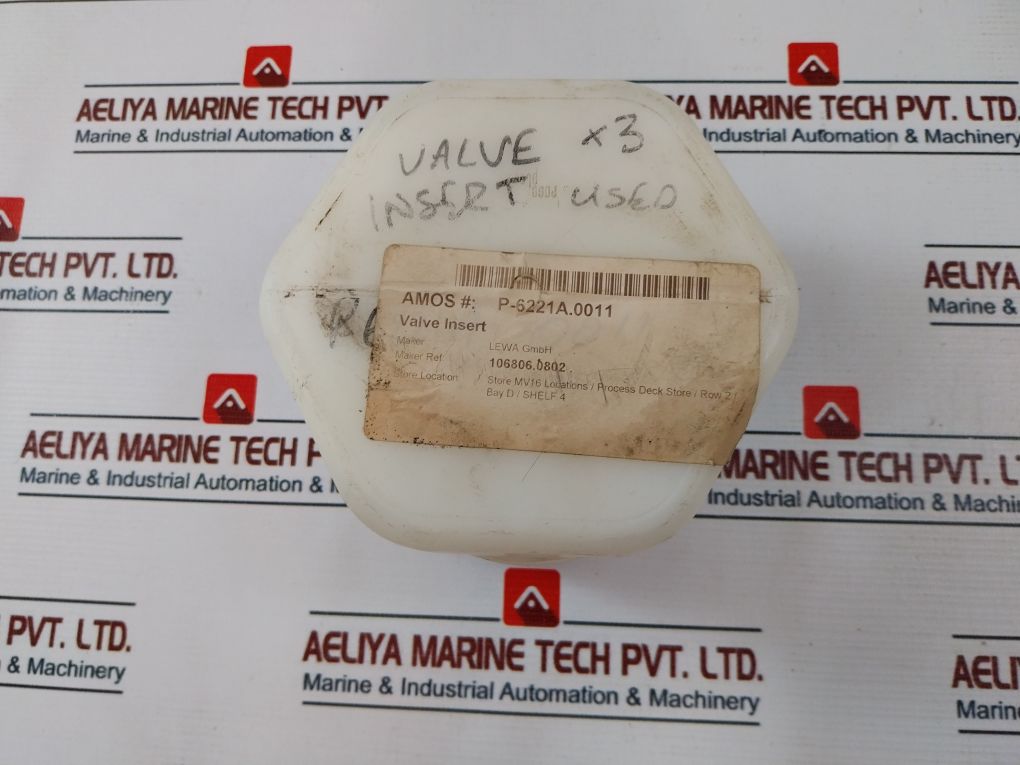 AELIYA MARINE TECH PVT.
Marine & Industrial Automation &
MARINE TECH PVT. LTD.
Industrial Automation & Machinery
VALVE x3
INSERT USED
TECH PVT. LTD.
mation & Machinery
AELIYA
Marine &
AMOS #: P-6221A.0011
Valve Insert
Maker LEWA GmbH
Maker Ref: 106806.0802
Store Location Store MV16 Locations / Process Deck Store / Row 2 /
Bay D / SHELF 4
AELIYA MARINE TECH
Marine & Industrial Automation &
MARINE TECH PVT. LT
Industrial Automation & Machin
PVT. LTD.
& Machinery
AELIYA MARINE TECH PVT. LTD.
Marine & Industrial Automation & Machinery
AELI
Marin